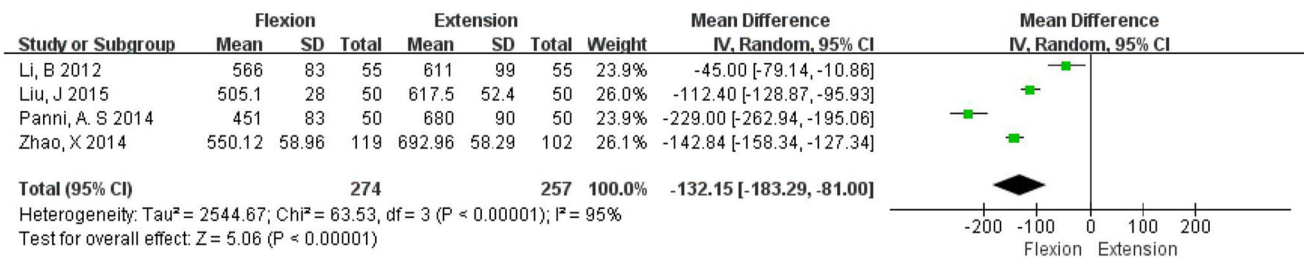 Flexion Extension Mean Difference Mean Difference
Study or Subgroup Mean SD Total Mean SD Total Weight IV, Random, 95% CI IV, Random, 95% CI
Li, B 2012 566 83 55 611 99 55 23.9% -45.00 [-79.14, -10.86]
Liu, J 2015 505.1 28 50 617.5 52.4 50 26.0% -112.40 [-128.87, -95.93]
Panni, A. S 2014 451 83 50 680 90 50 23.9% -229.00 [-262.94, -195.06]
Zhao, X 2014 550.12 58.96 119 692.96 58.29 102 26.1% -142.84 [-158.34, -127.34]
Total (95% CI) 274 257 100.0% -132.15 [-183.29, -81.00]
Heterogeneity: Tau² = 2544.67; Chi² = 63.53, df = 3 (P < 0.00001); I² = 95%
Test for overall effect: Z = 5.06 (P < 0.00001)
-200 -100 0 100 200
Flexion Extension